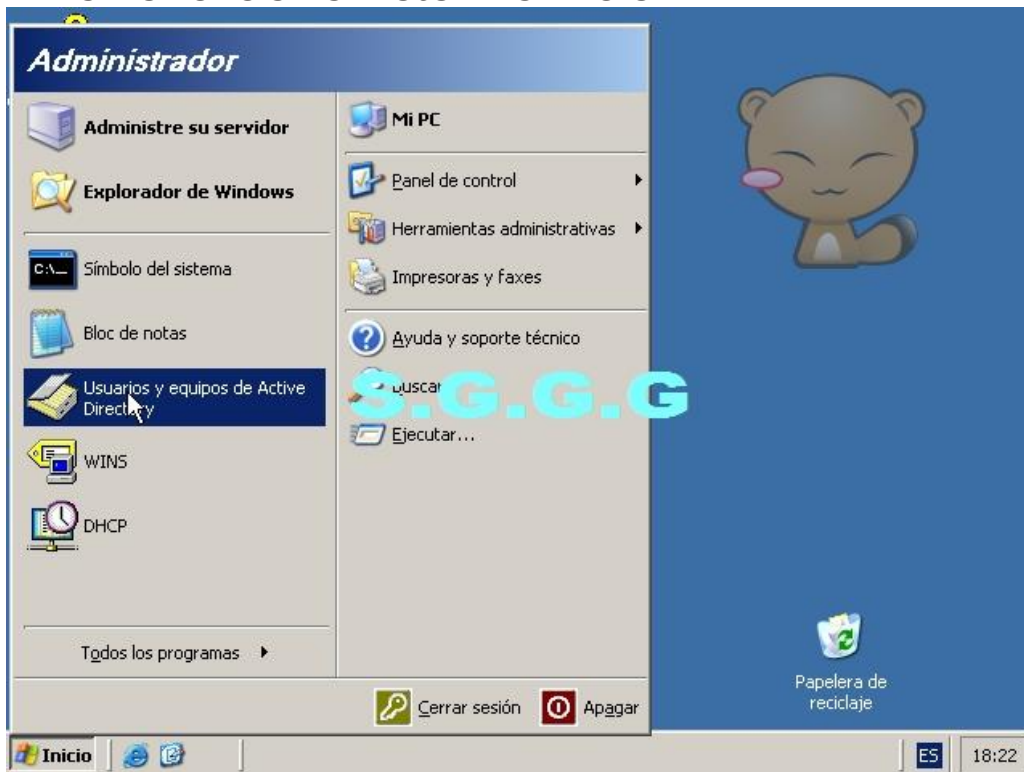 Administrador
Administre su servidor
Explorador de Windows
C:\_
Símbolo del sistema
Bloc de notas
Usuarios y equipos de Active
Directory
WINS
DHCP
Todos los programas
Mi PC
Panel de control
Herramientas administrativas
Impresoras y faxes
Ayuda y soporte técnico
Buscar
S.G.G.G
Ejecutar...
Cerrar sesión
Apagar
Papelera de
reciclaje
Inicio
ES
18:22